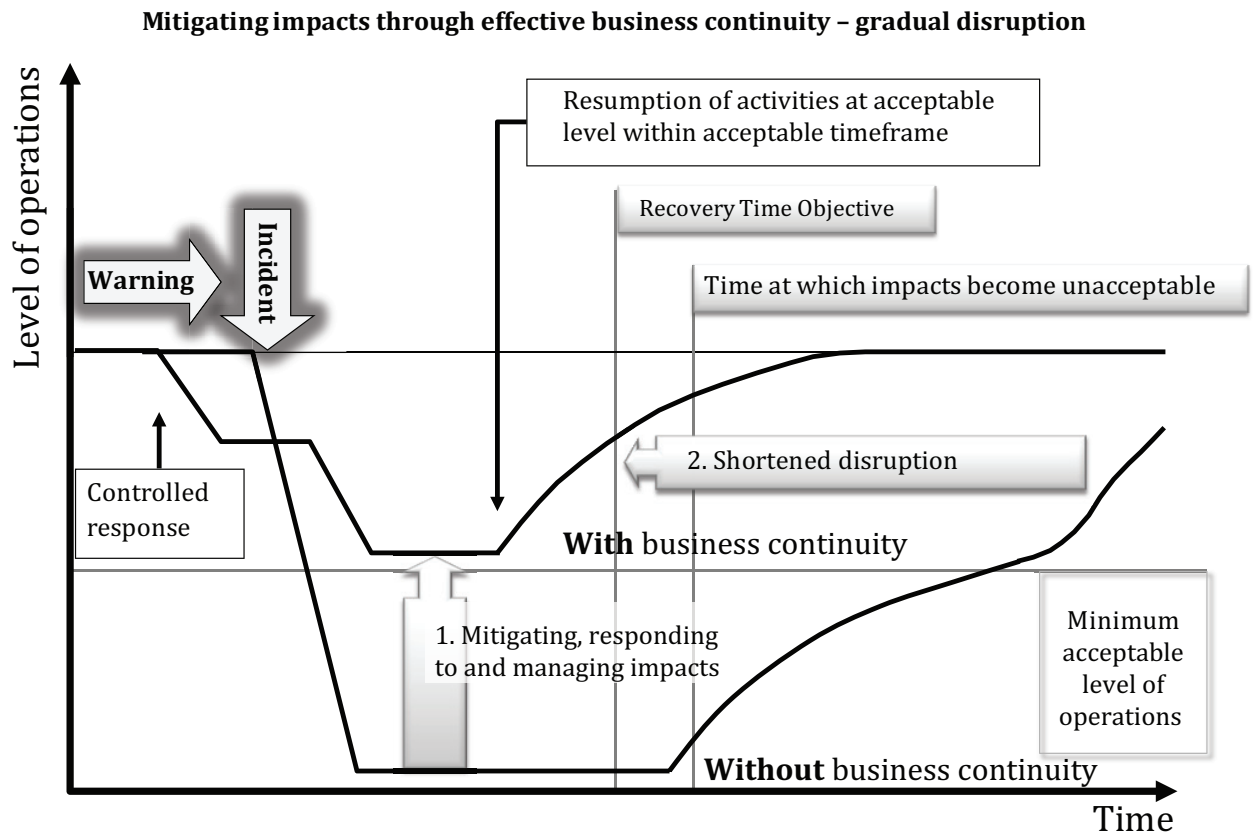 Mitigating impacts through effective business continuity – gradual disruption
Level of operations
Resumption of activities at acceptable
level within acceptable timeframe
Recovery Time Objective
Incident
Warning
Time at which impacts become unacceptable
2. Shortened disruption
Controlled
response
With business continuity
1. Mitigating, responding
to and managing impacts
Minimum
acceptable
level of
operations
Without business continuity
Time